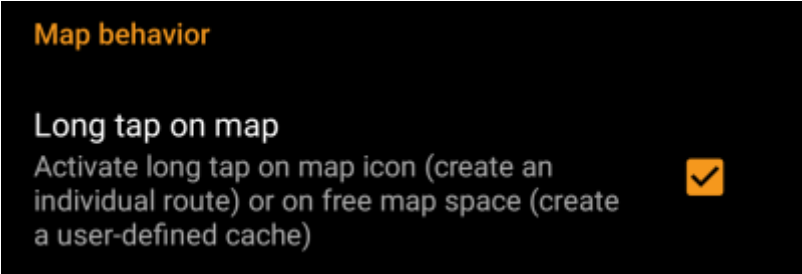 Map behavior
Long tap on map
Activate long tap on map icon (create an
individual route) or on free map space (create
a user-defined cache)